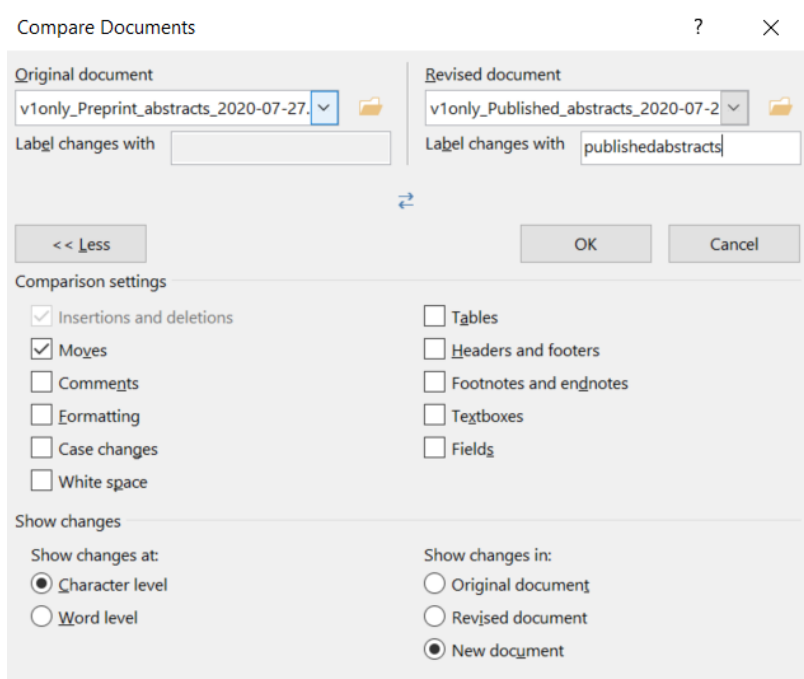 Compare Documents ?
Original document
v1only_Preprint_abstracts_2020-07-27.
Label changes with
Revised document
v1only_Published_abstracts_2020-07-2
Label changes with publishedabstracts
<< Less
OK
Cancel
Comparison settings
Insertions and deletions
Moves
Comments
Formatting
Case changes
White space
Tables
Headers and footers
Footnotes and endnotes
Textboxes
Fields
Show changes
Show changes at:
Character level
Word level
Show changes in:
Original document
Revised document
New document